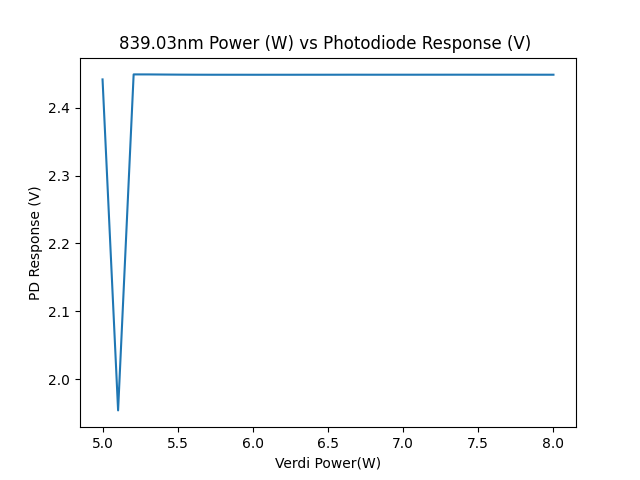 839.03nm Power (W) vs Photodiode Response (V)
2.4
2.3
2.2
2.1
2.0
PD Response (V)
5.0 5.5 6.0 6.5 7.0 7.5 8.0
Verdi Power(W)